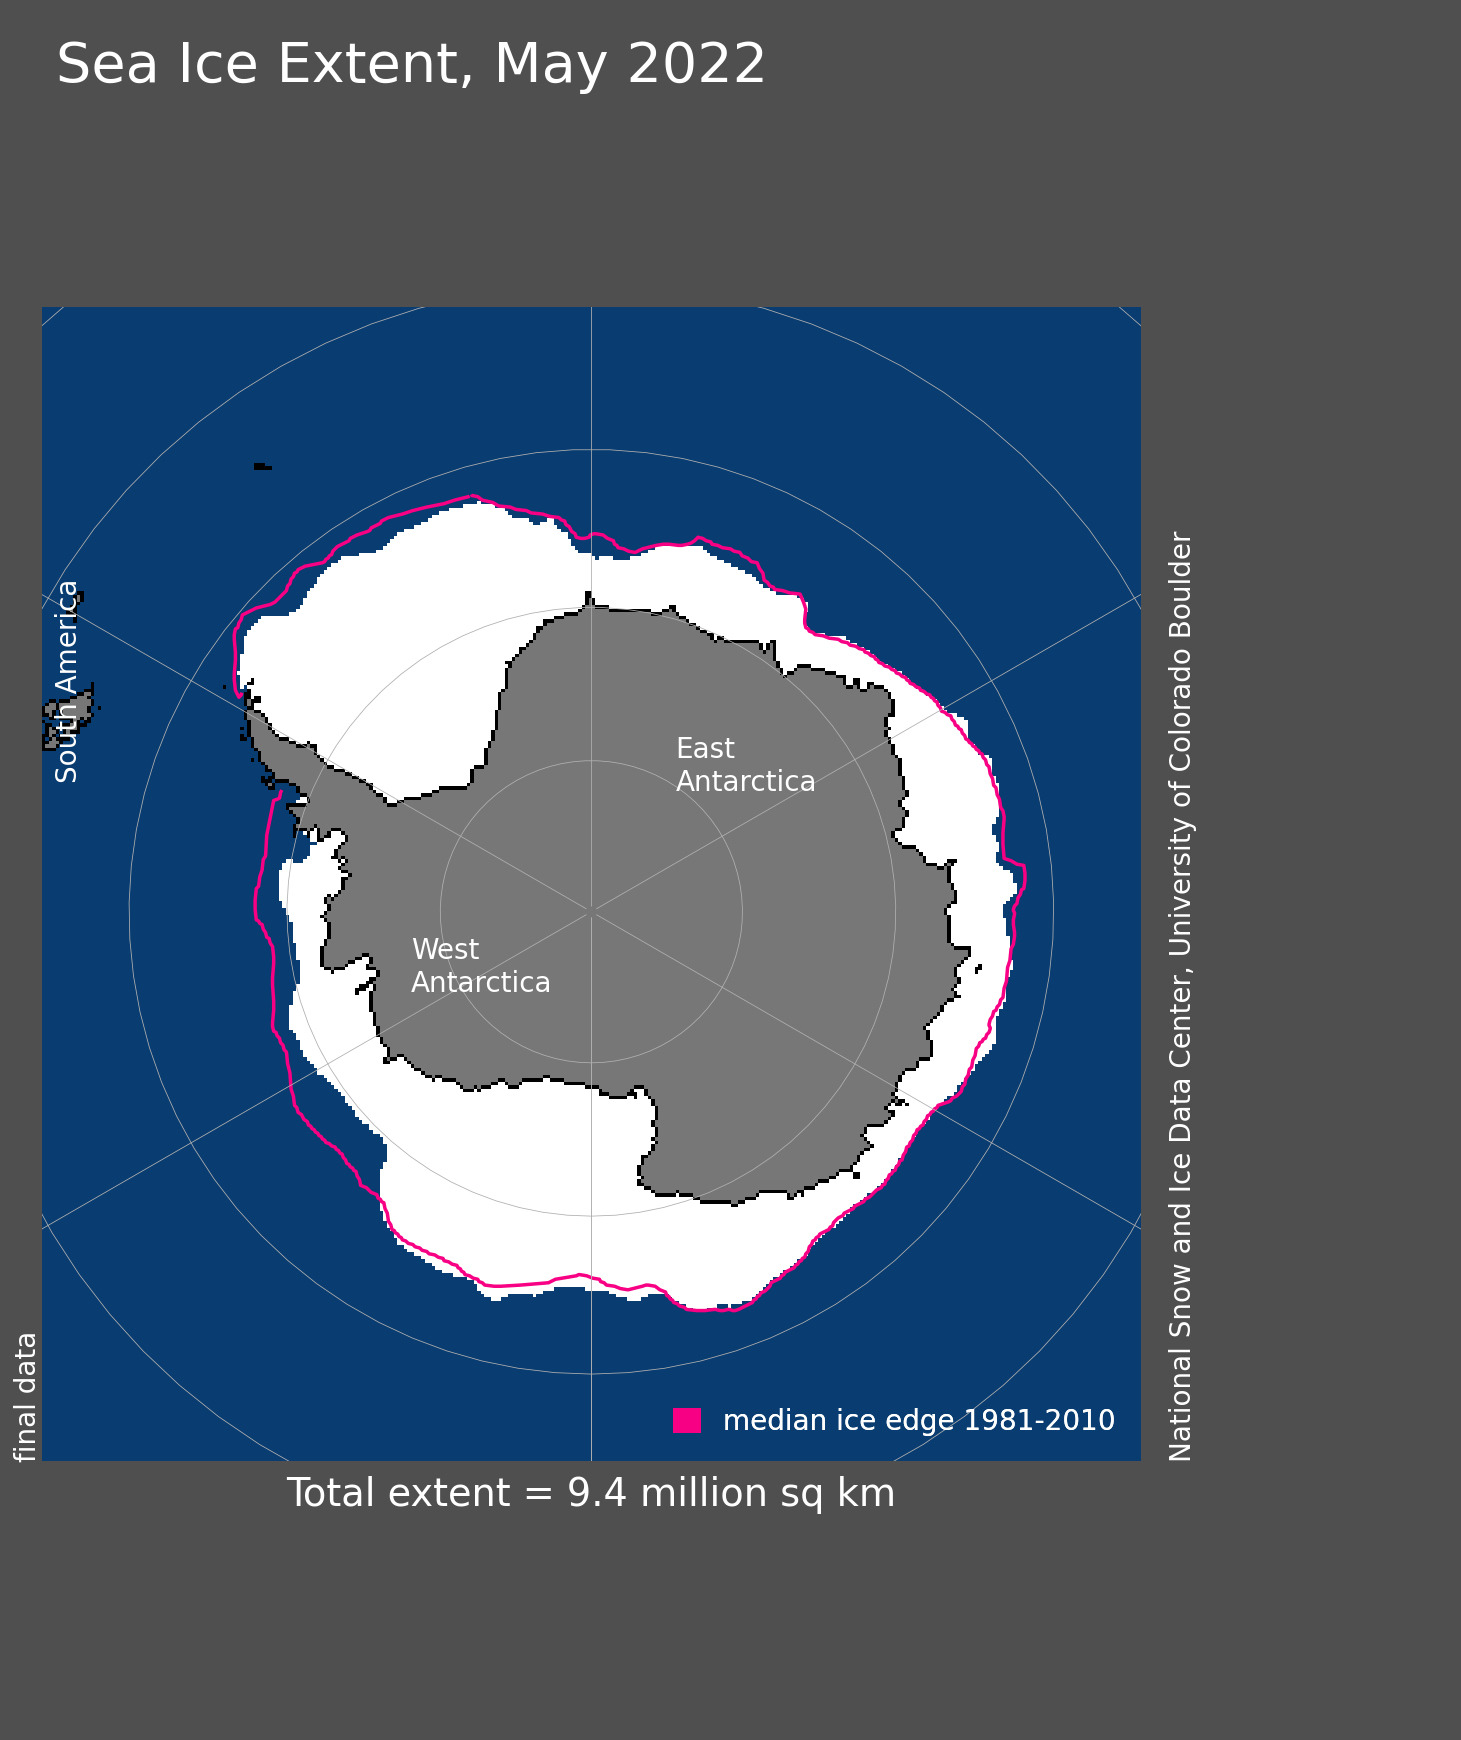 Sea Ice Extent, May 2022
South America
East
Antarctica
West
Antarctica
median ice edge 1981-2010
final data
National Snow and Ice Data Center, University of Colorado Boulder
Total extent = 9.4 million sq km